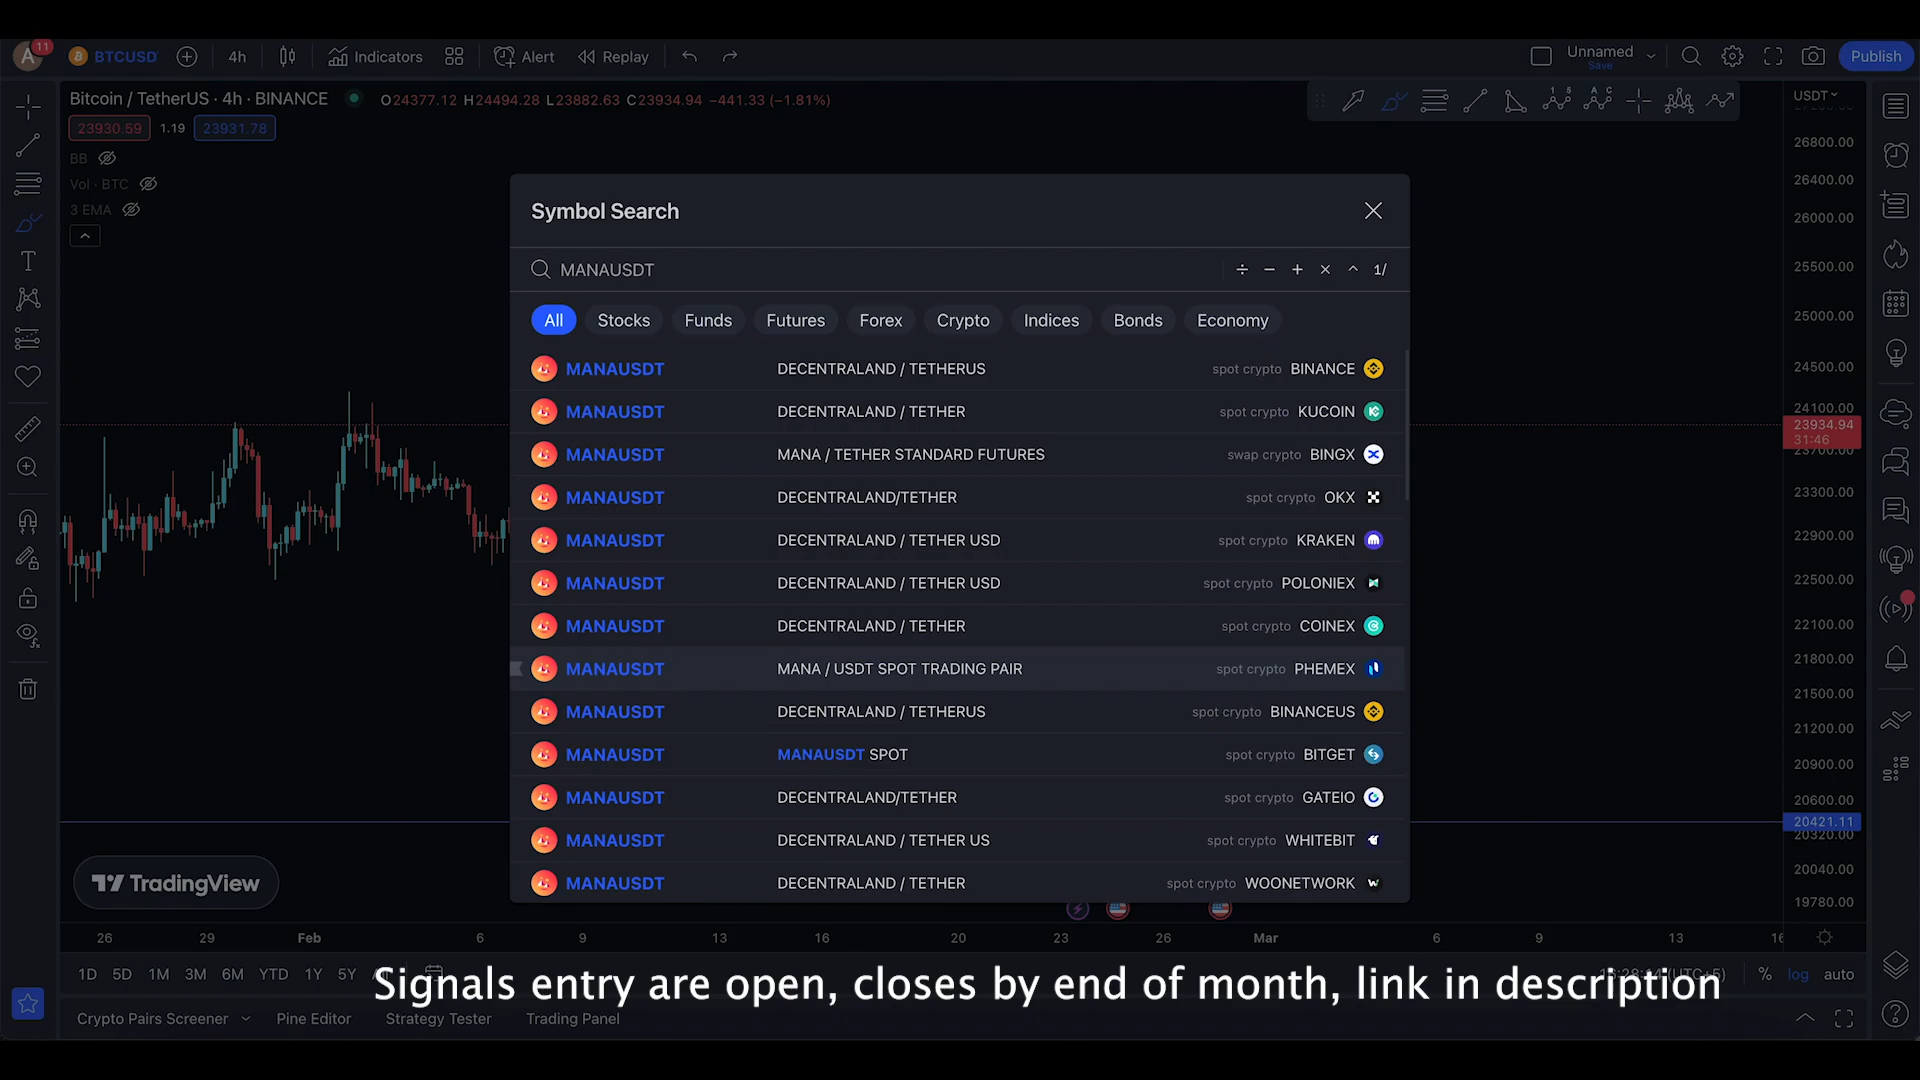 A 11 BTCUSD 4h Indicators Alert Replay Unnamed Save Publish
Bitcoin / TetherUS · 4h · BINANCE O24377.12 H24494.28 L23882.63 C23934.94 −441.33 (−1.81%) USDT
23930.59 1.19 23931.78
BB
Vol · BTC
3 EMA
Symbol Search
MANAUSDT ÷ − + × ^ 1/
All Stocks Funds Futures Forex Crypto Indices Bonds Economy
MANAUSDT DECENTRALAND / TETHERUS spot crypto BINANCE
MANAUSDT DECENTRALAND / TETHER spot crypto KUCOIN
MANAUSDT MANA / TETHER STANDARD FUTURES swap crypto BINGX
MANAUSDT DECENTRALAND/TETHER spot crypto OKX
MANAUSDT DECENTRALAND / TETHER USD spot crypto KRAKEN
MANAUSDT DECENTRALAND / TETHER USD spot crypto POLONIEX
MANAUSDT DECENTRALAND / TETHER spot crypto COINEX
MANAUSDT MANA / USDT SPOT TRADING PAIR spot crypto PHEMEX
MANAUSDT DECENTRALAND / TETHERUS spot crypto BINANCEUS
MANAUSDT MANAUSDT SPOT spot crypto BITGET
MANAUSDT DECENTRALAND/TETHER spot crypto GATEIO
MANAUSDT DECENTRALAND / TETHER US spot crypto WHITEBIT
MANAUSDT DECENTRALAND / TETHER spot crypto WOONETWORK
26800.00
26400.00
26000.00
25500.00
25000.00
24500.00
24100.00
23934.94
31:46
23700.00
23300.00
22900.00
22500.00
22100.00
21800.00
21500.00
21200.00
20900.00
20600.00
20421.11
20320.00
20040.00
19780.00
TradingView
26 29 Feb 6 9 13 16 20 23 26 Mar 6 9 13 16
1D 5D 1M 3M 6M YTD 1Y 5Y % log auto
Signals entry are open, closes by end of month, link in description
Crypto Pairs Screener Pine Editor Strategy Tester Trading Panel